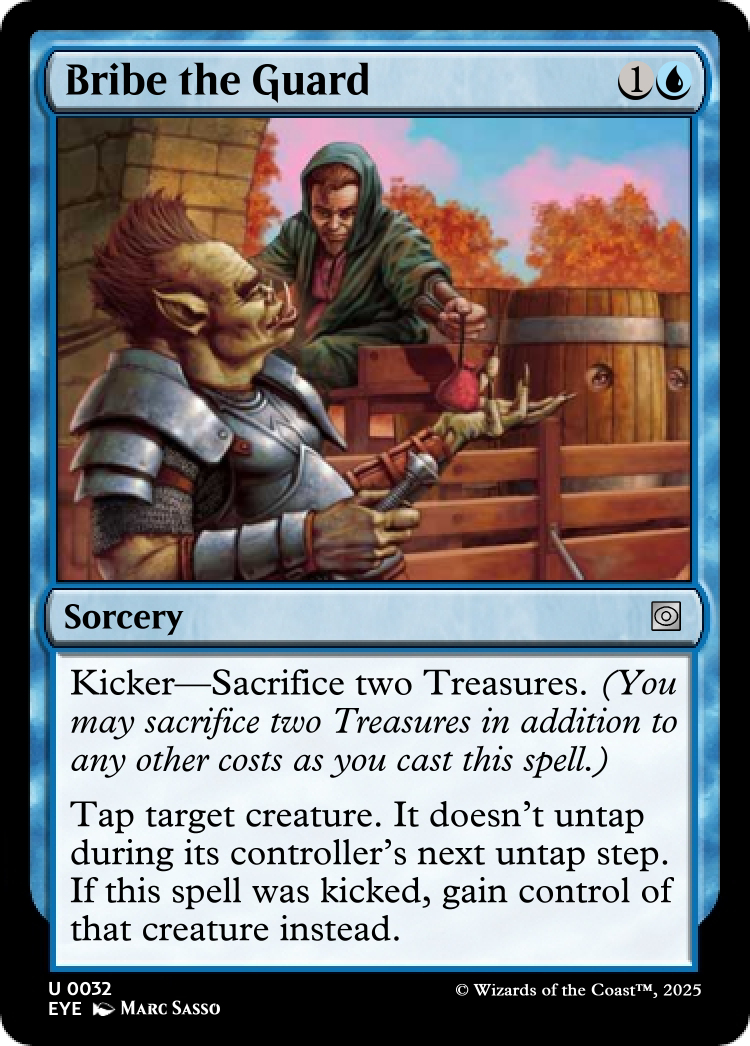 Bribe the Guard 1
Sorcery
Kicker—Sacrifice two Treasures. (You
may sacrifice two Treasures in addition to
any other costs as you cast this spell.)
Tap target creature. It doesn't untap
during its controller's next untap step.
If this spell was kicked, gain control of
that creature instead.
U 0032
EYE Marc Sasso
© Wizards of the Coast™, 2025